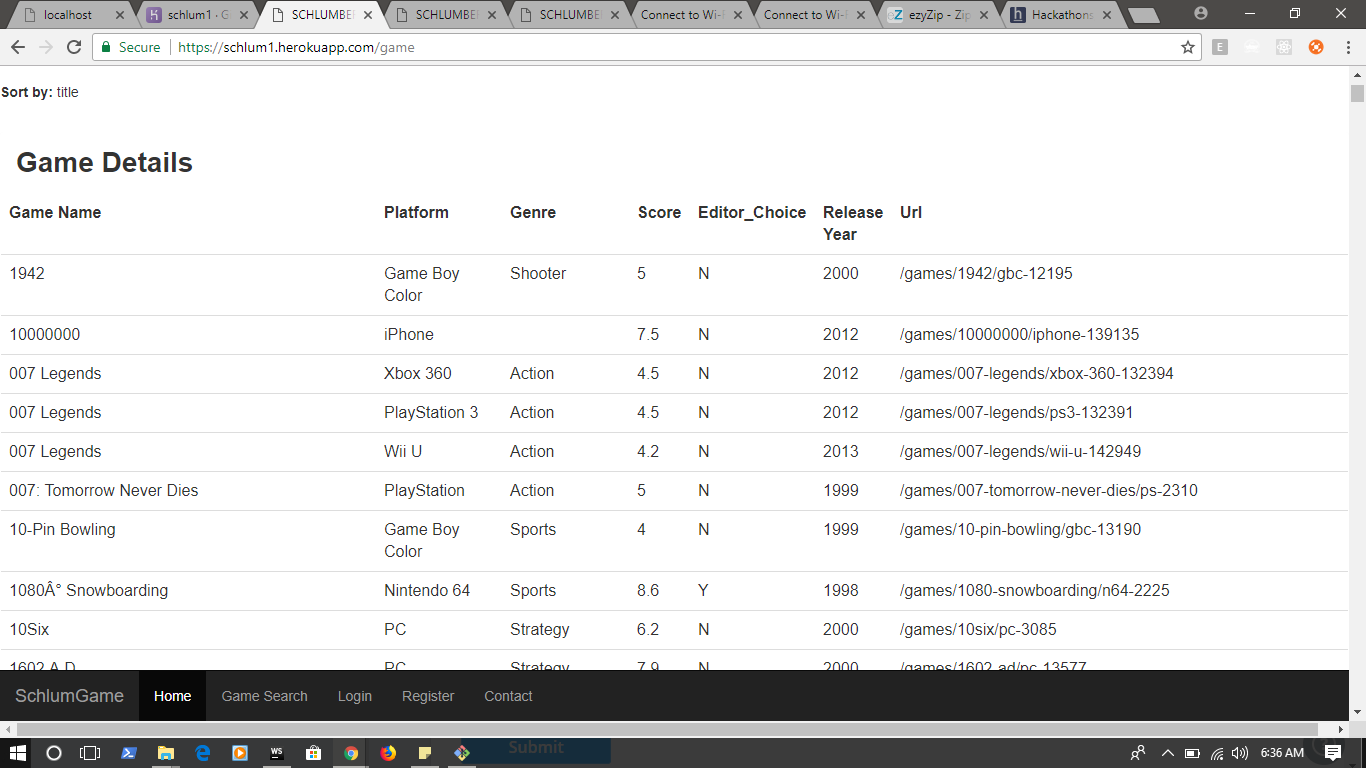 localhost
schlum1 · G
SCHLUMBE
SCHLUMBE
SCHLUMBE
Connect to Wi-F
Connect to Wi-F
eZ ezyZip - Zip
h Hackathons
Secure https://schlum1.herokuapp.com/game
E
Sort by: title
Game Details
Game Name Platform Genre Score Editor_Choice Release Year Url
1942 Game Boy Color Shooter 5 N 2000 /games/1942/gbc-12195
10000000 iPhone 7.5 N 2012 /games/10000000/iphone-139135
007 Legends Xbox 360 Action 4.5 N 2012 /games/007-legends/xbox-360-132394
007 Legends PlayStation 3 Action 4.5 N 2012 /games/007-legends/ps3-132391
007 Legends Wii U Action 4.2 N 2013 /games/007-legends/wii-u-142949
007: Tomorrow Never Dies PlayStation Action 5 N 1999 /games/007-tomorrow-never-dies/ps-2310
10-Pin Bowling Game Boy Color Sports 4 N 1999 /games/10-pin-bowling/gbc-13190
1080Â° Snowboarding Nintendo 64 Sports 8.6 Y 1998 /games/1080-snowboarding/n64-2225
10Six PC Strategy 6.2 N 2000 /games/10six/pc-3085
1602 A.D. PC Strategy 7.9 N 2000 /games/1602-ad/pc-13577
SchlumGame Home Game Search Login Register Contact
WS
Submit
6:36 AM